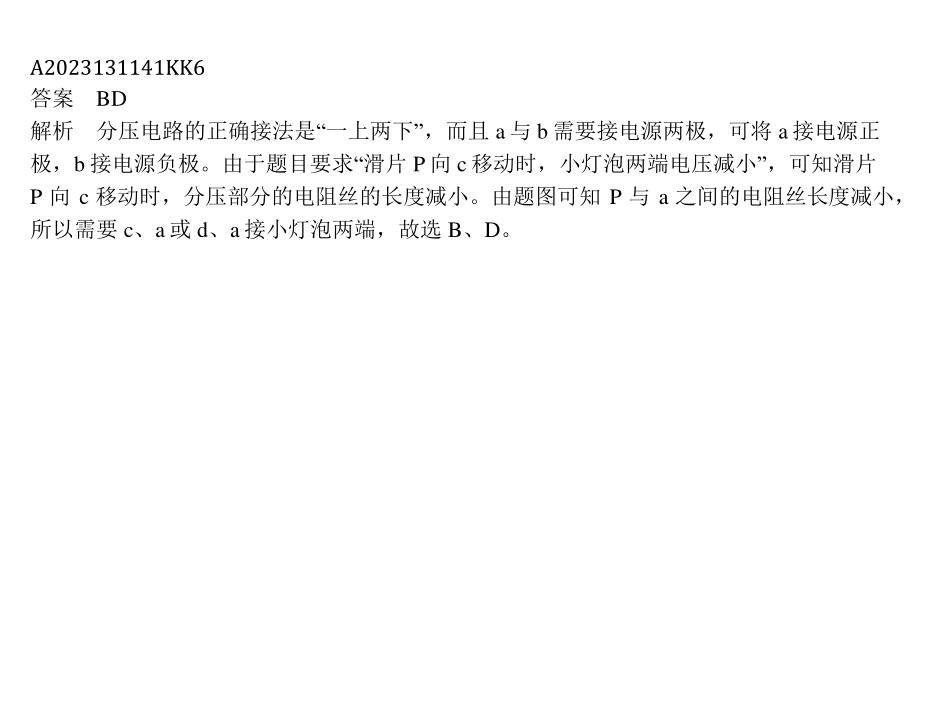 A2023131141KK6
答案　BD
解析　分压电路的正确接法是“一上两下”，而且 a 与 b 需要接电源两极，可将 a 接电源正
极，b 接电源负极。由于题目要求“滑片 P 向 c 移动时，小灯泡两端电压减小”，可知滑片
P 向 c 移动时，分压部分的电阻丝的长度减小。由题图可知 P 与 a 之间的电阻丝长度减小，
所以需要 c、a 或 d、a 接小灯泡两端，故选 B、D。